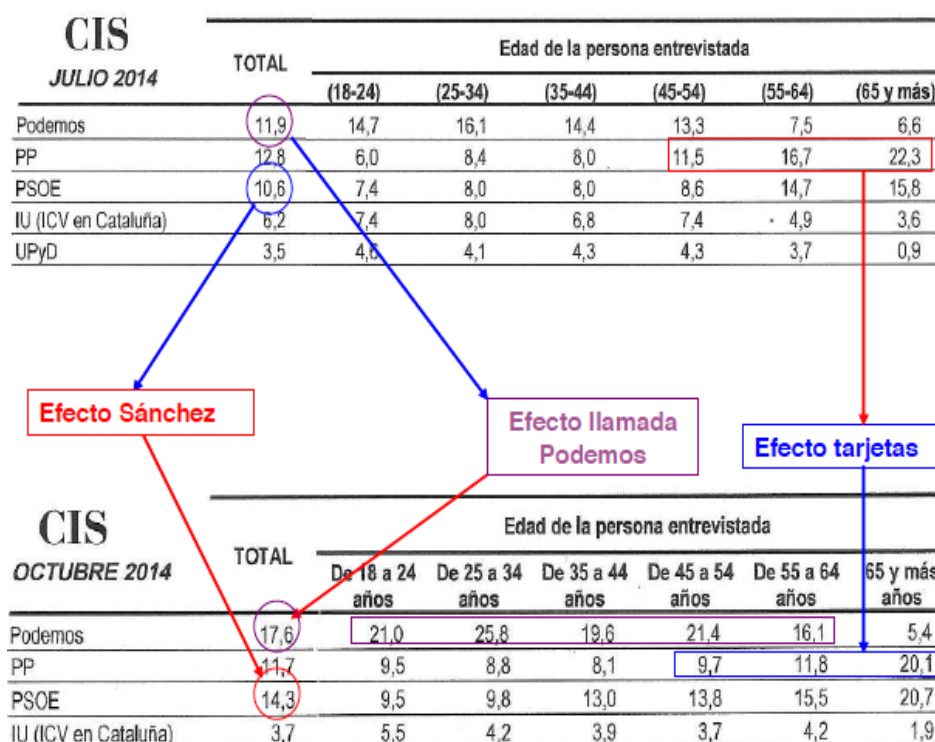 CIS
JULIO 2014
TOTAL
Edad de la persona entrevistada
(18-24) (25-34) (35-44) (45-54) (55-64) (65 y más)
Podemos 11,9 14,7 16,1 14,4 13,3 7,5 6,6
PP 12,8 6,0 8,4 8,0 11,5 16,7 22,3
PSOE 10,6 7,4 8,0 8,0 8,6 14,7 15,8
IU (ICV en Cataluña) 6,2 7,4 8,0 6,8 7,4 4,9 3,6
UPyD 3,5 4,6 4,1 4,3 4,3 3,7 0,9
Efecto Sánchez
Efecto llamada
Podemos
Efecto tarjetas
CIS
OCTUBRE 2014
TOTAL
Edad de la persona entrevistada
De 18 a 24 De 25 a 34 De 35 a 44 De 45 a 54 De 55 a 64 65 y más
años años años años años años
Podemos 17,6 21,0 25,8 19,6 21,4 16,1 5,4
PP 11,7 9,5 8,8 8,1 9,7 11,8 20,1
PSOE 14,3 9,5 9,8 13,0 13,8 15,5 20,7
IU (ICV en Cataluña) 3,7 5,5 4,2 3,9 3,7 4,2 1,9